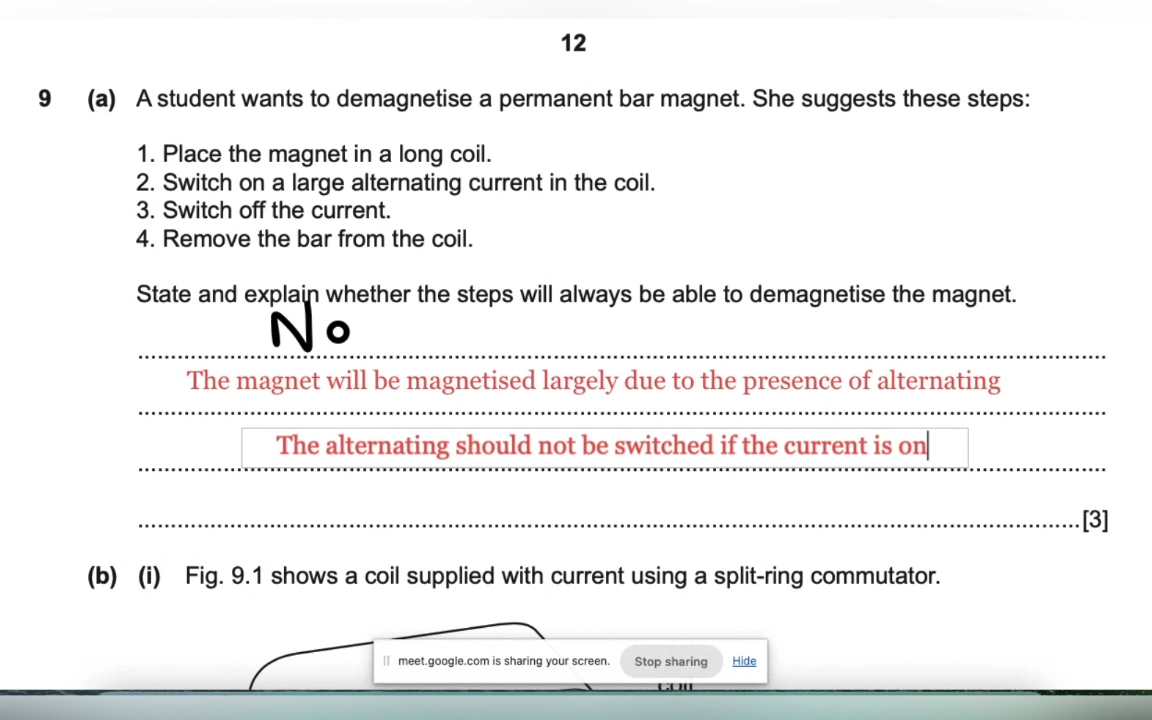 12
9 (a) A student wants to demagnetise a permanent bar magnet. She suggests these steps:
1. Place the magnet in a long coil.
2. Switch on a large alternating current in the coil.
3. Switch off the current.
4. Remove the bar from the coil.
State and explain whether the steps will always be able to demagnetise the magnet.
No
The magnet will be magnetised largely due to the presence of alternating
The alternating should not be switched if the current is on
[3]
(b) (i) Fig. 9.1 shows a coil supplied with current using a split-ring commutator.
meet.google.com is sharing your screen. Stop sharing Hide
coil